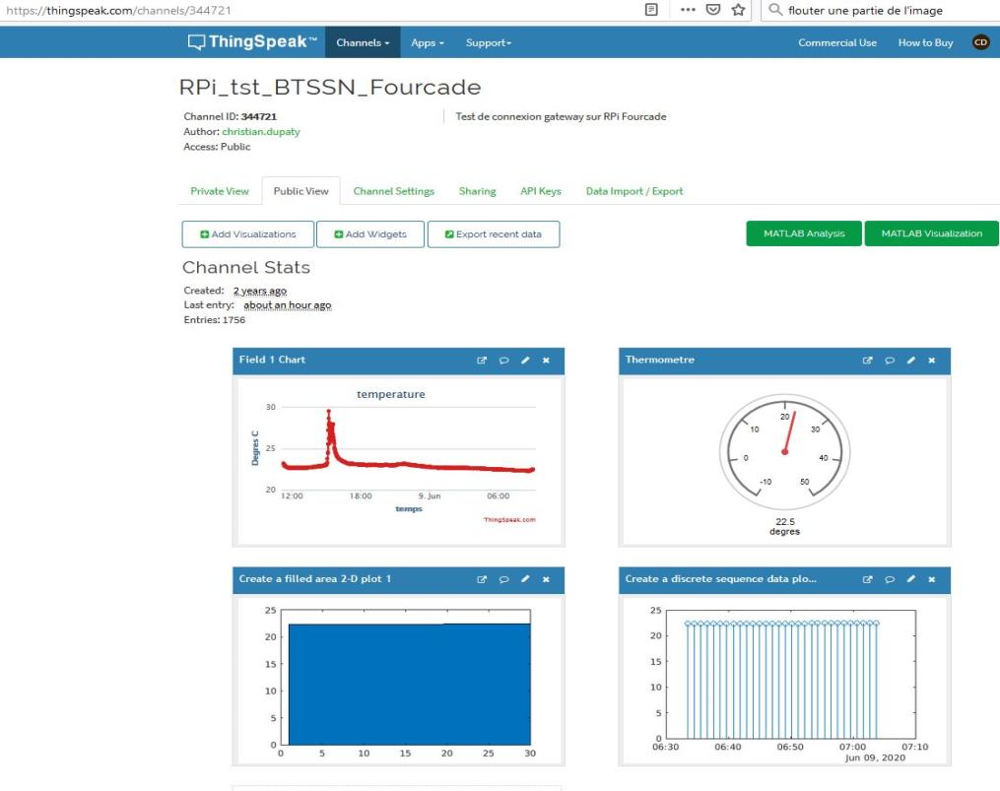 https://thingspeak.com/channels/344721
flouter une partie de l'image
ThingSpeak™ Channels Apps Support Commercial Use How to Buy CD
RPi_tst_BTSSN_Fourcade
Channel ID: 344721
Test de connexion gateway sur RPi Fourcade
Author: christian.dupaty
Access: Public
Private View Public View Channel Settings Sharing API Keys Data Import / Export
Add Visualizations Add Widgets Export recent data MATLAB Analysis MATLAB Visualization
Channel Stats
Created: 2 years ago
Last entry: about an hour ago
Entries: 1756
Field 1 Chart
temperature
Degres C
30
25
20
12:00 18:00 9. Jun 06:00
temps
ThingSpeak.com
Thermometre
-10 0 10 20 30 40 50
22.5
degres
Create a filled area 2-D plot 1
25
20
15
10
5
0
0 5 10 15 20 25 30
Create a discrete sequence data plo...
25
20
15
10
5
0
06:30 06:40 06:50 07:00 07:10
Jun 09, 2020